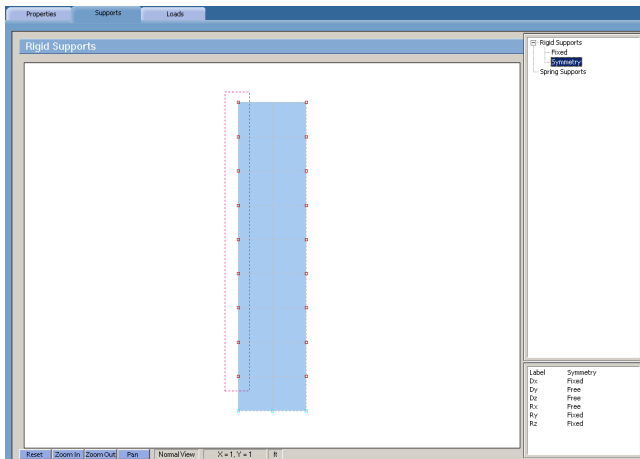 Properties Supports Loads
Rigid Supports
Rigid Supports
Fixed
Symmetry
Spring Supports
Label Symmetry
Dx Fixed
Dy Free
Dz Free
Rx Free
Ry Fixed
Rz Fixed
Reset Zoom In Zoom Out Pan Normal View X = 1, Y = 1 ft